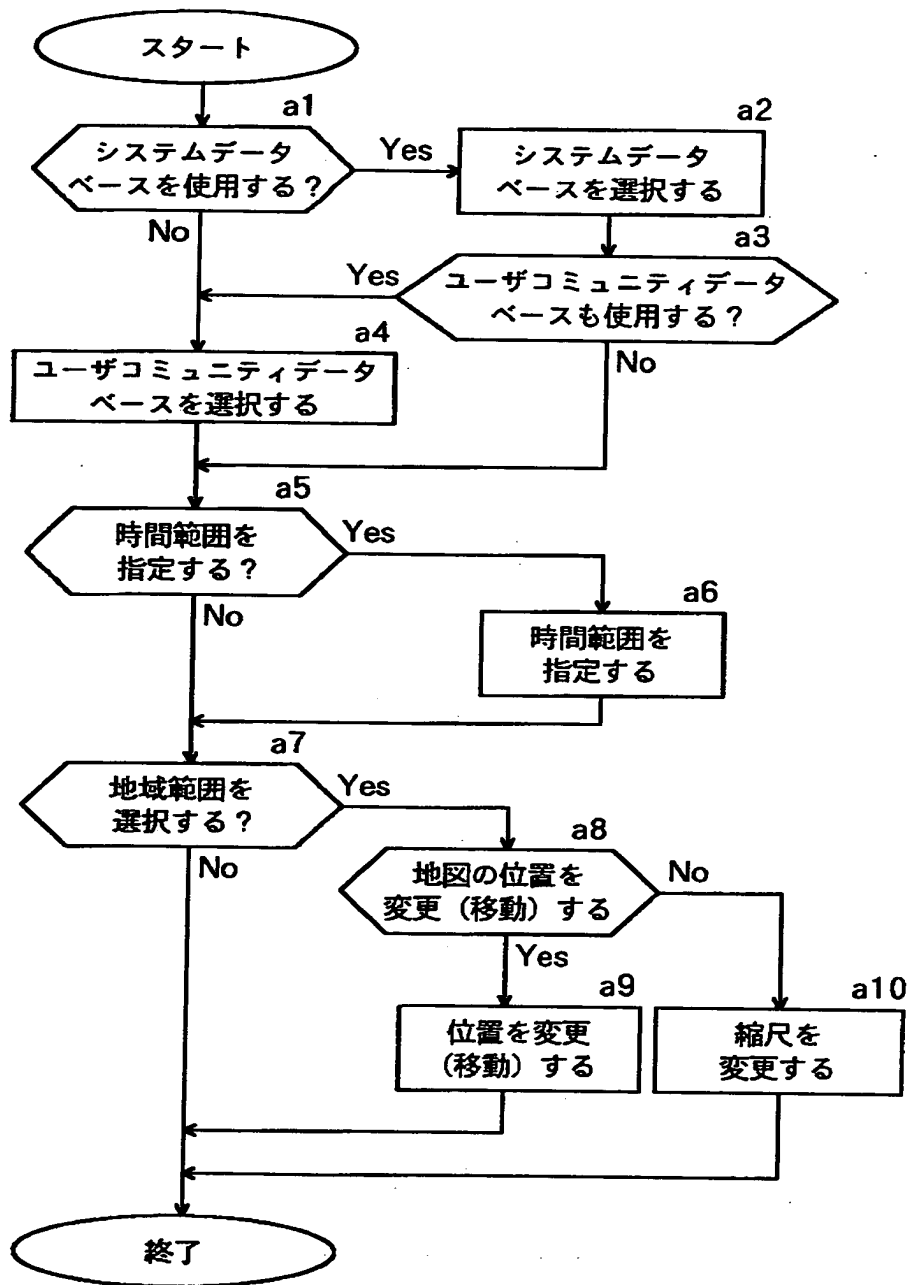 スタート
a1
システムデータ
ベースを使用する?
Yes
No
a2
システムデータ
ベースを選択する
a3
ユーザコミュニティデータ
ベースも使用する?
Yes
No
a4
ユーザコミュニティデータ
ベースを選択する
a5
時間範囲を
指定する?
Yes
No
a6
時間範囲を
指定する
a7
地域範囲を
選択する?
Yes
No
a8
地図の位置を
変更(移動)する
No
Yes
a9
位置を変更
(移動)する
a10
縮尺を
変更する
終了